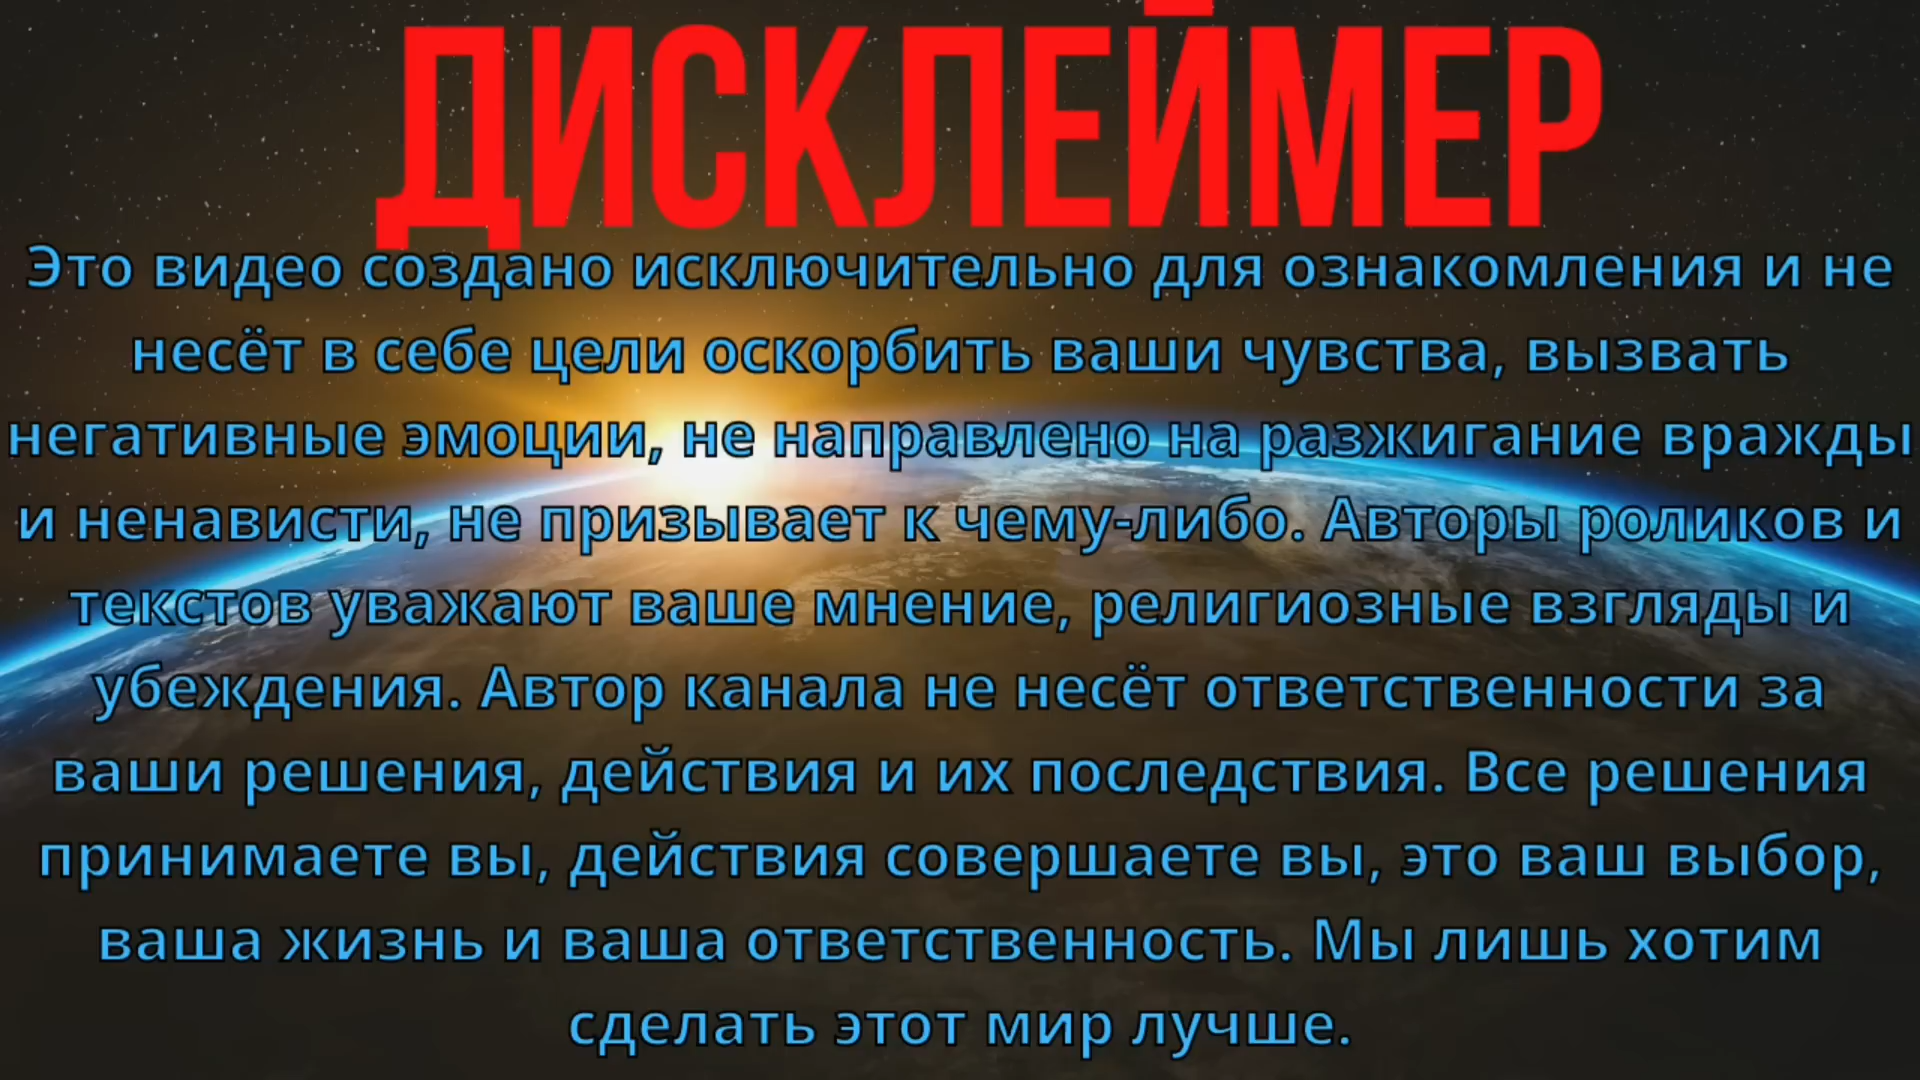 ДИСКЛЕЙМЕР
Это видео создано исключительно для ознакомления и не
несёт в себе цели оскорбить ваши чувства, вызвать
негативные эмоции, не направлено на разжигание вражды
и ненависти, не призывает к чему-либо. Авторы роликов и
текстов уважают ваше мнение, религиозные взгляды и
убеждения. Автор канала не несёт ответственности за
ваши решения, действия и их последствия. Все решения
принимаете вы, действия совершаете вы, это ваш выбор,
ваша жизнь и ваша ответственность. Мы лишь хотим
сделать этот мир лучше.